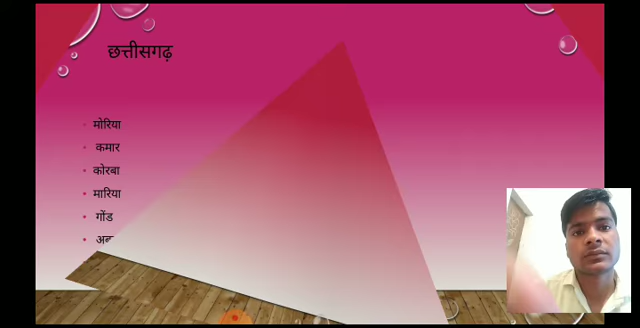 छत्तीसगढ़
मोरिया
कमार
कोरबा
मारिया
गोंड